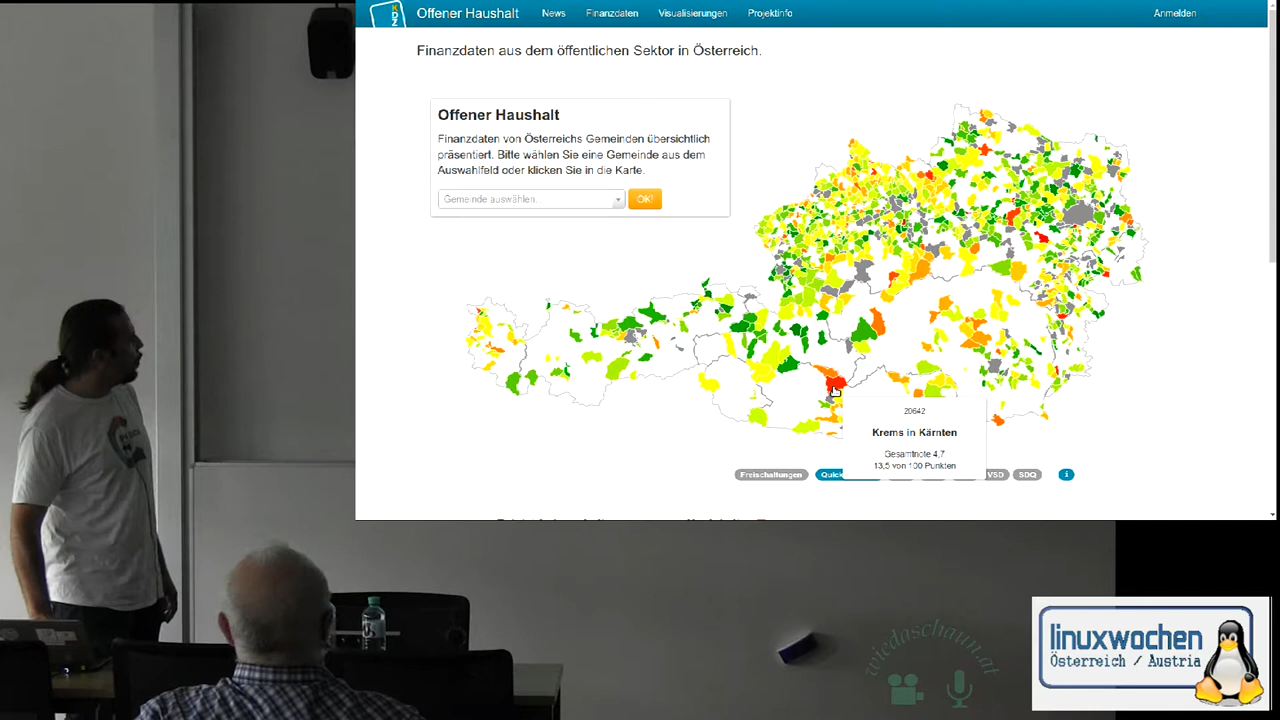 KDZ
Offener Haushalt
News
Finanzdaten
Visualisierungen
Projektinfo
Anmelden
Finanzdaten aus dem öffentlichen Sektor in Österreich.
Offener Haushalt
Finanzdaten von Österreichs Gemeinden übersichtlich
präsentiert. Bitte wählen Sie eine Gemeinde aus dem
Auswahlfeld oder klicken Sie in die Karte.
Gemeinde auswählen.
OK!
20642
Krems in Kärnten
Gesamtnote 4,7
13,5 von 100 Punkten
Freischaltungen
Quick
VSD
SDQ
i
wiedaschaun.at
linuxwochen
Österreich / Austria